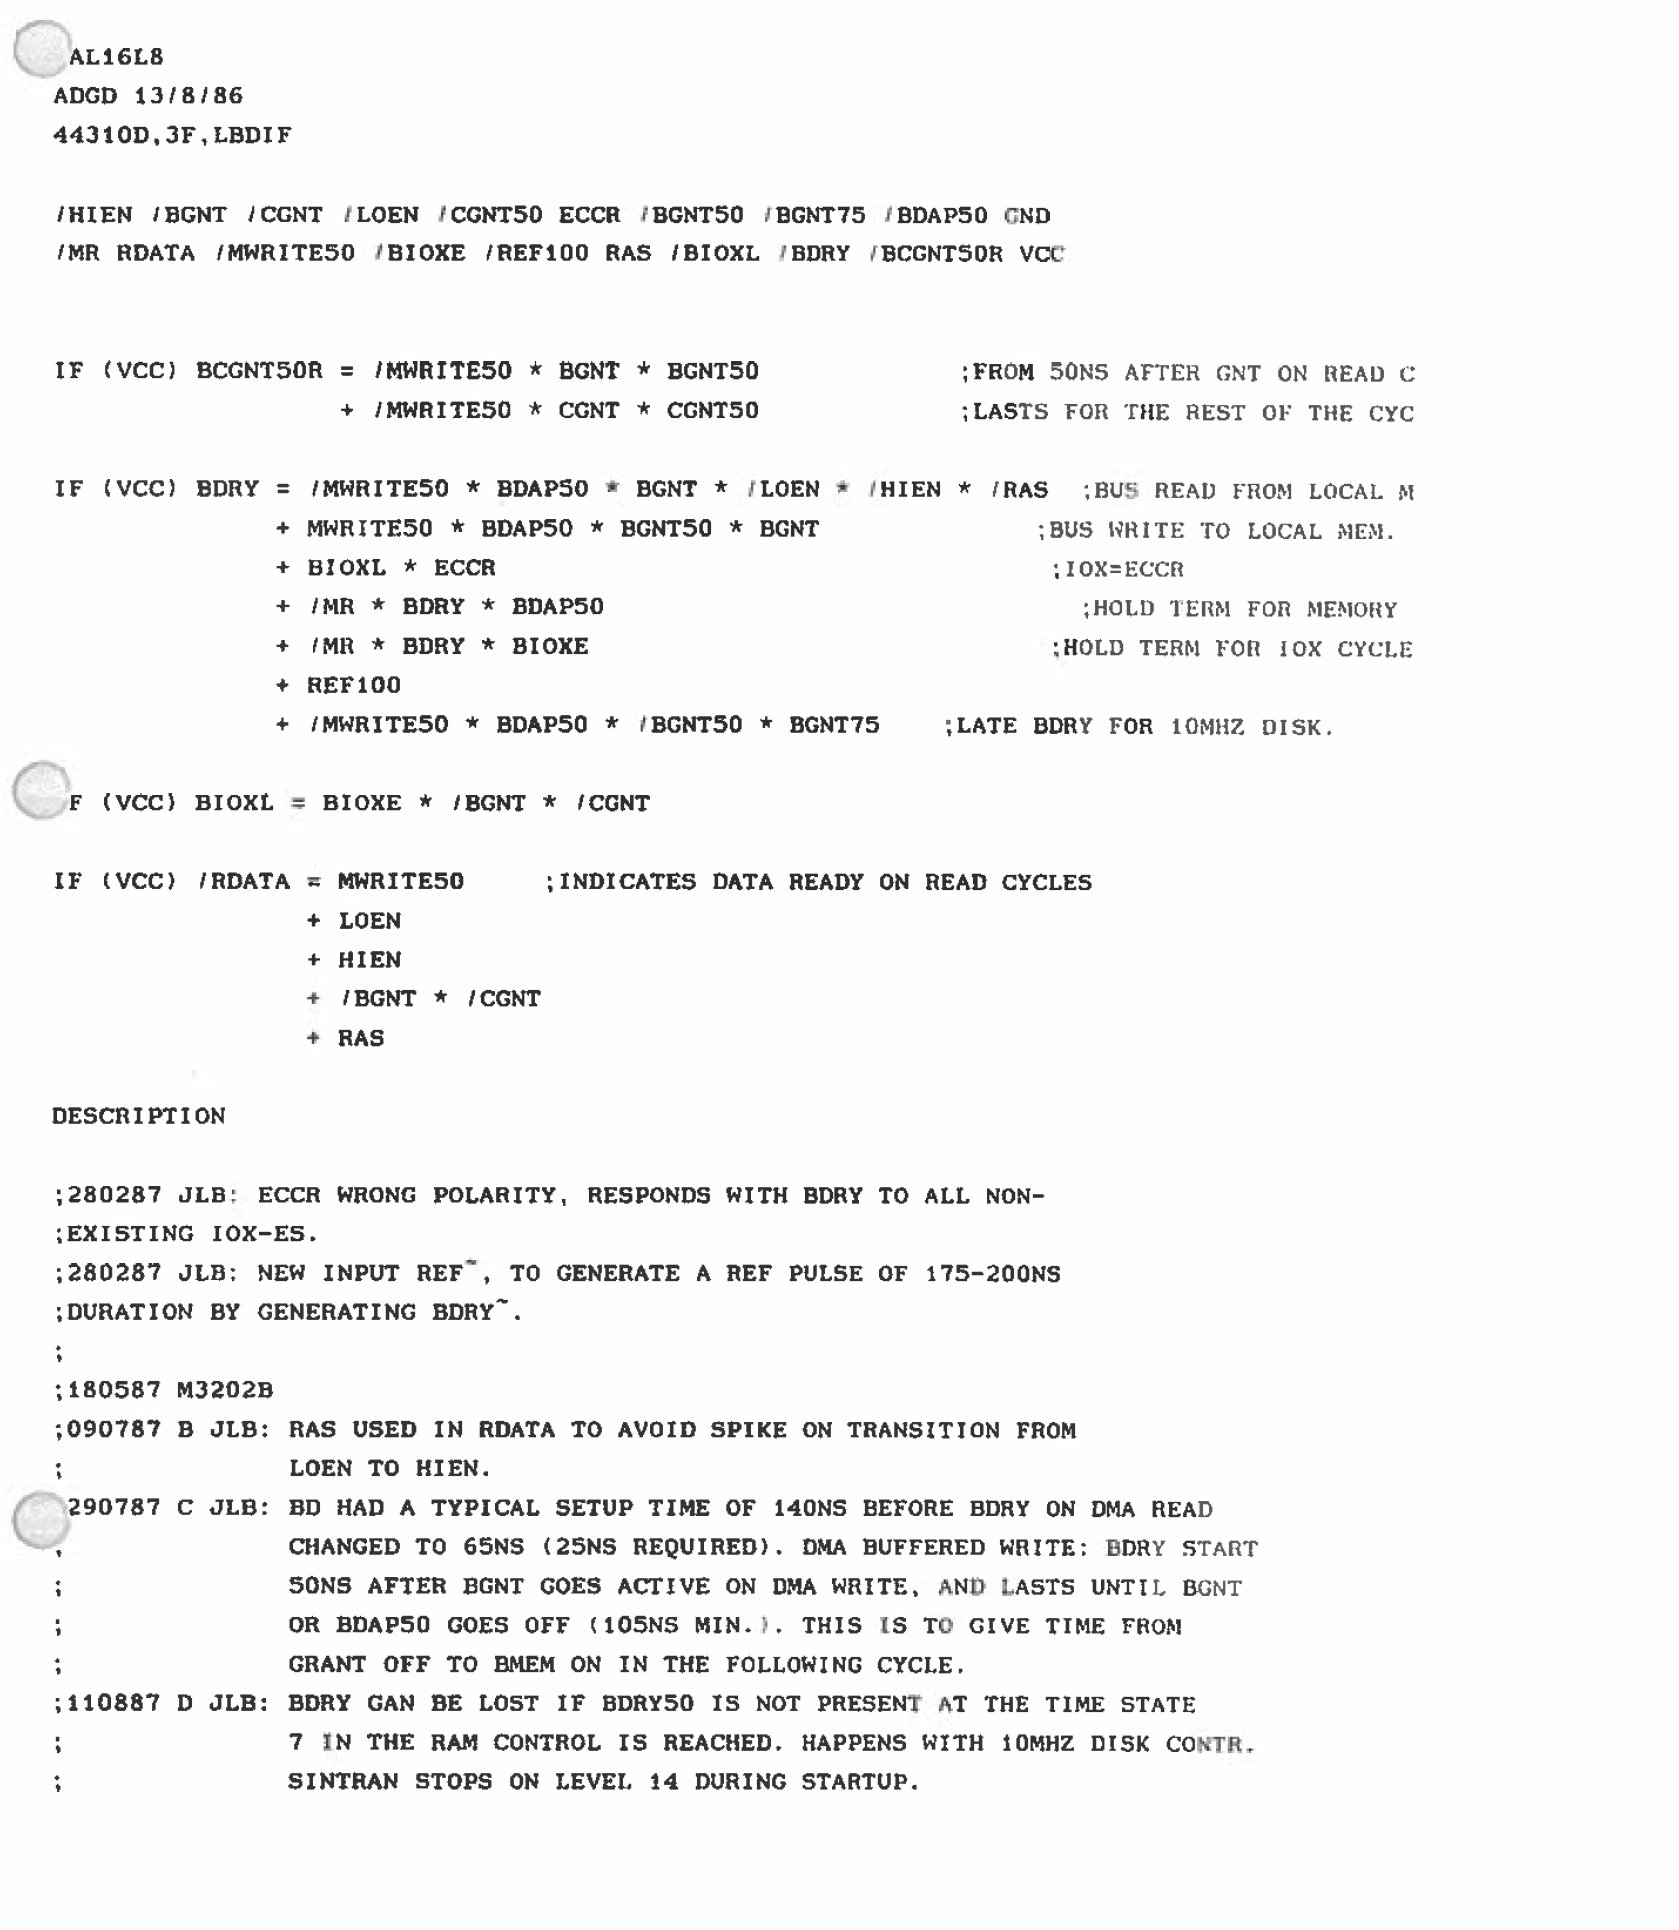 AL16L8
ADGD 13/8/86
44310D,3F,LBDIF
/HIEN /BGNT /CGNT /LOEN /CGNT50 ECCR /BGNT50 /BGNT75 /BDAP50 GND
/MR RDATA /MWRITE50 /BIOXE /REF100 RAS /BIOXL /BDRY /BCGNT50R VCC
IF (VCC) BCGNT50R = /MWRITE50 * BGNT * BGNT50 ;FROM 50NS AFTER GNT ON READ C
+ /MWRITE50 * CGNT * CGNT50 ;LASTS FOR THE REST OF THE CYC
IF (VCC) BDRY = /MWRITE50 * BDAP50 * BGNT * /LOEN * /HIEN * /RAS ;BUS READ FROM LOCAL M
+ MWRITE50 * BDAP50 * BGNT50 * BGNT ;BUS WRITE TO LOCAL MEM.
+ BIOXL * ECCR ;IOX=ECCR
+ /MR * BDRY * BDAP50 ;HOLD TERM FOR MEMORY
+ /MR * BDRY * BIOXE ;HOLD TERM FOR IOX CYCLE
+ REF100
+ /MWRITE50 * BDAP50 * /BGNT50 * BGNT75 ;LATE BDRY FOR 10MHZ DISK.
F (VCC) BIOXL = BIOXE * /BGNT * /CGNT
IF (VCC) /RDATA = MWRITE50 ;INDICATES DATA READY ON READ CYCLES
+ LOEN
+ HIEN
+ /BGNT * /CGNT
+ RAS
DESCRIPTION
;280287 JLB: ECCR WRONG POLARITY, RESPONDS WITH BDRY TO ALL NON-
;EXISTING IOX-ES.
;280287 JLB: NEW INPUT REF~, TO GENERATE A REF PULSE OF 175-200NS
;DURATION BY GENERATING BDRY~.
;
;180587 M3202B
;090787 B JLB: RAS USED IN RDATA TO AVOID SPIKE ON TRANSITION FROM
; LOEN TO HIEN.
290787 C JLB: BD HAD A TYPICAL SETUP TIME OF 140NS BEFORE BDRY ON DMA READ
; CHANGED TO 65NS (25NS REQUIRED). DMA BUFFERED WRITE: BDRY START
; 50NS AFTER BGNT GOES ACTIVE ON DMA WRITE, AND LASTS UNTIL BGNT
; OR BDAP50 GOES OFF (105NS MIN.). THIS IS TO GIVE TIME FROM
; GRANT OFF TO BMEM ON IN THE FOLLOWING CYCLE.
;110887 D JLB: BDRY GAN BE LOST IF BDRY50 IS NOT PRESENT AT THE TIME STATE
; 7 IN THE RAM CONTROL IS REACHED. HAPPENS WITH 10MHZ DISK CONTR.
; SINTRAN STOPS ON LEVEL 14 DURING STARTUP.